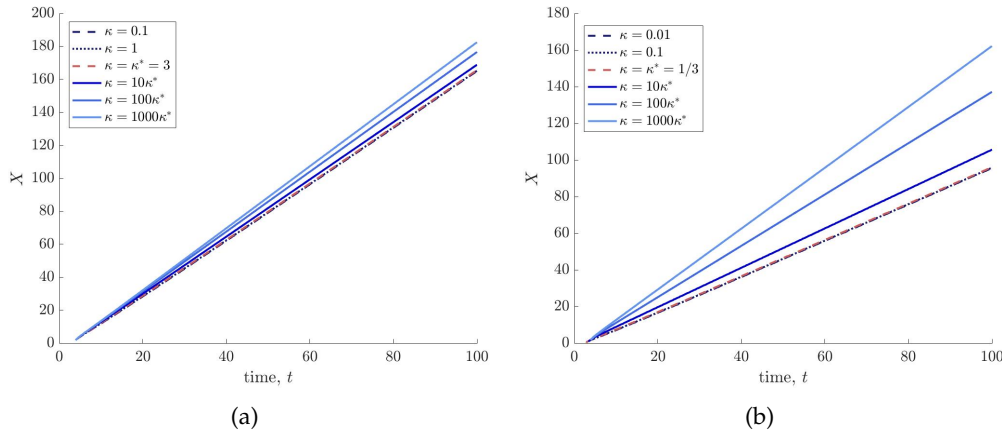 200
180
160
140
120
100
80
60
40
20
0
X
κ = 0.1
κ = 1
κ = κ* = 3
κ = 10κ*
κ = 100κ*
κ = 1000κ*
0 20 40 60 80 100
time, t
(a)
180
160
140
120
100
80
60
40
20
0
X
κ = 0.01
κ = 0.1
κ = κ* = 1/3
κ = 10κ*
κ = 100κ*
κ = 1000κ*
0 20 40 60 80 100
time, t
(b)